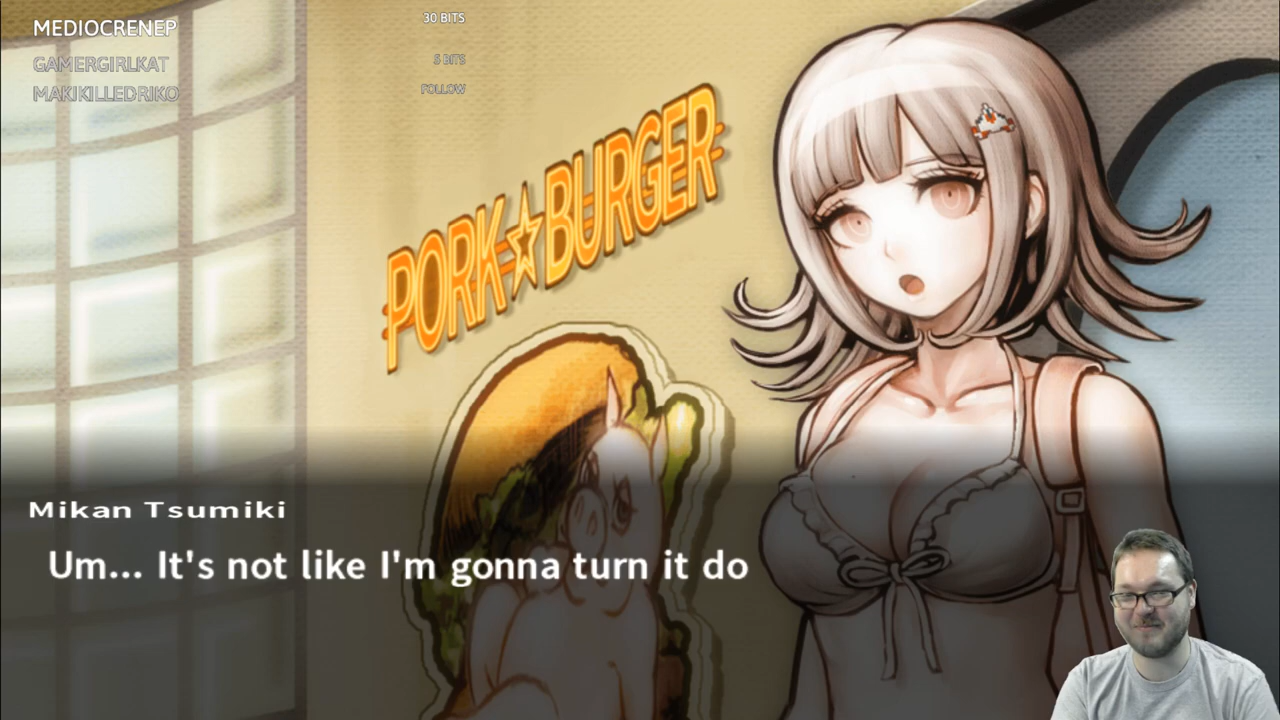 MEDIOCRENEP 30 BITS
GAMERGIRLKAT 5 BITS
MAKIKILLEDRIKO FOLLOW
PORK☆BURGER
Mikan Tsumiki
Um... It's not like I'm gonna turn it do